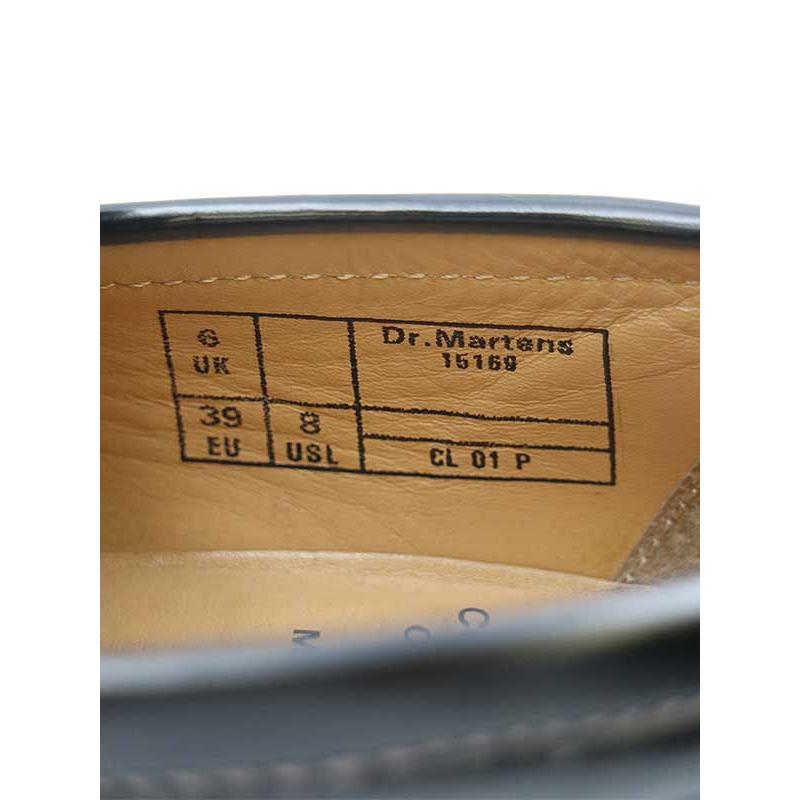 6
UK
Dr.Martens
15169
39
EU
8
USL
CL 01 P
C
O
M